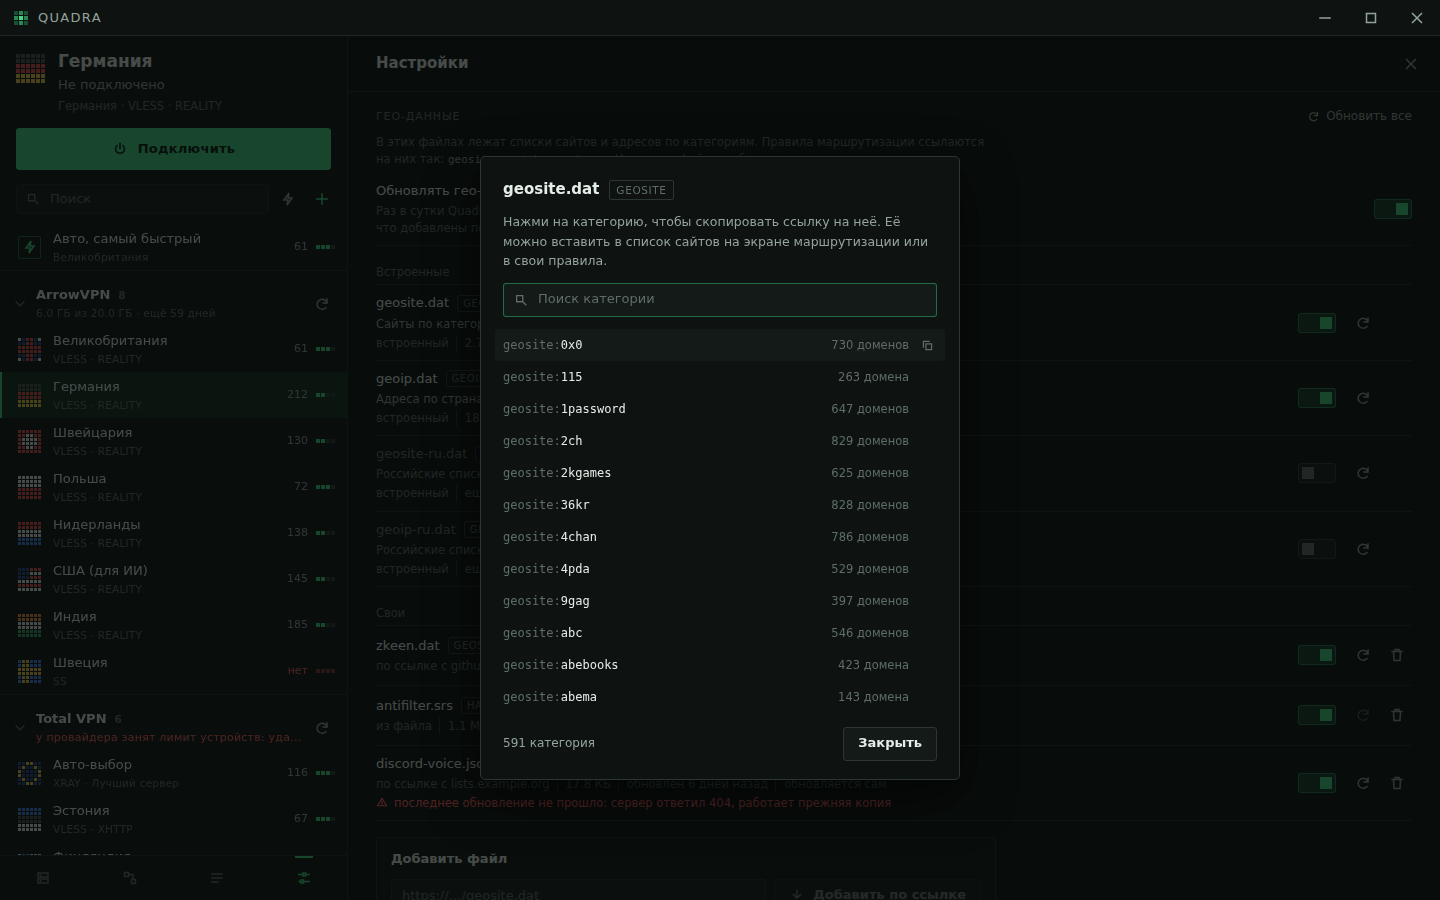 QUADRA
Германия
Не подключено
Германия · VLESS · REALITY
Подключить
Поиск
Авто, самый быстрый
61
Великобритания
ArrowVPN 8
6.0 ГБ из 20.0 ГБ · ещё 59 дней
Великобритания
61
VLESS · REALITY
Германия
212
VLESS · REALITY
Швейцария
130
VLESS · REALITY
Польша
72
VLESS · REALITY
Нидерланды
138
VLESS · REALITY
США (для ИИ)
145
VLESS · REALITY
Индия
185
VLESS · REALITY
Швеция
нет
SS
Total VPN 6
у провайдера занят лимит устройств: уда...
Авто-выбор
116
XRAY · Лучший сервер
Эстония
67
VLESS · XHTTP
Настройки
ГЕО-ДАННЫЕ
Обновить все
В этих файлах лежат списки сайтов и адресов по категориям. Правила маршрутизации ссылаются
на них так:
Обновлять гео-
Раз в сутки
что добавлены
Встроенные
geosite.dat
Сайты по
встроенный
geoip.dat
Адреса по
встроенный
geosite-ru.dat
Российские
встроенный
geoip-ru.dat
Российские
встроенный
Свои
zkeen.dat
по ссылке с
antifilter.srs
из файла
discord-voice.
по ссылке с lists.example.org 17.8 КБ обновлён 6 дней назад обновляется сам
последнее обновление не прошло: сервер ответил 404, работает прежняя копия
Добавить файл
https://.../geosite.dat
Добавить по ссылке
geosite.dat GEOSITE
Нажми на категорию, чтобы скопировать ссылку на неё. Её
можно вставить в список сайтов на экране маршрутизации или
в свои правила.
Поиск категории
geosite:0x0 730 доменов
geosite:115 263 домена
geosite:1password 647 доменов
geosite:2ch 829 доменов
geosite:2kgames 625 доменов
geosite:36kr 828 доменов
geosite:4chan 786 доменов
geosite:4pda 529 доменов
geosite:9gag 397 доменов
geosite:abc 546 доменов
geosite:abebooks 423 домена
geosite:abema 143 домена
591 категория
Закрыть